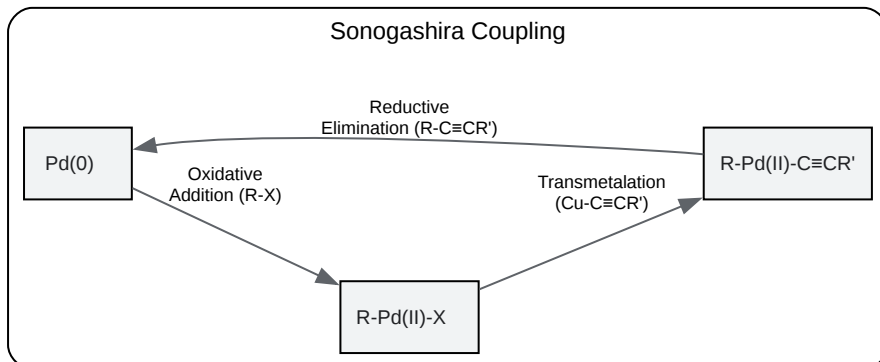 Sonogashira Coupling
Reductive
Elimination (R-C≡CR')
Pd(0)
R-Pd(II)-C≡CR'
Oxidative
Addition (R-X)
Transmetalation
(Cu-C≡CR')
R-Pd(II)-X